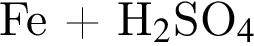 Fe + H₂SO₄